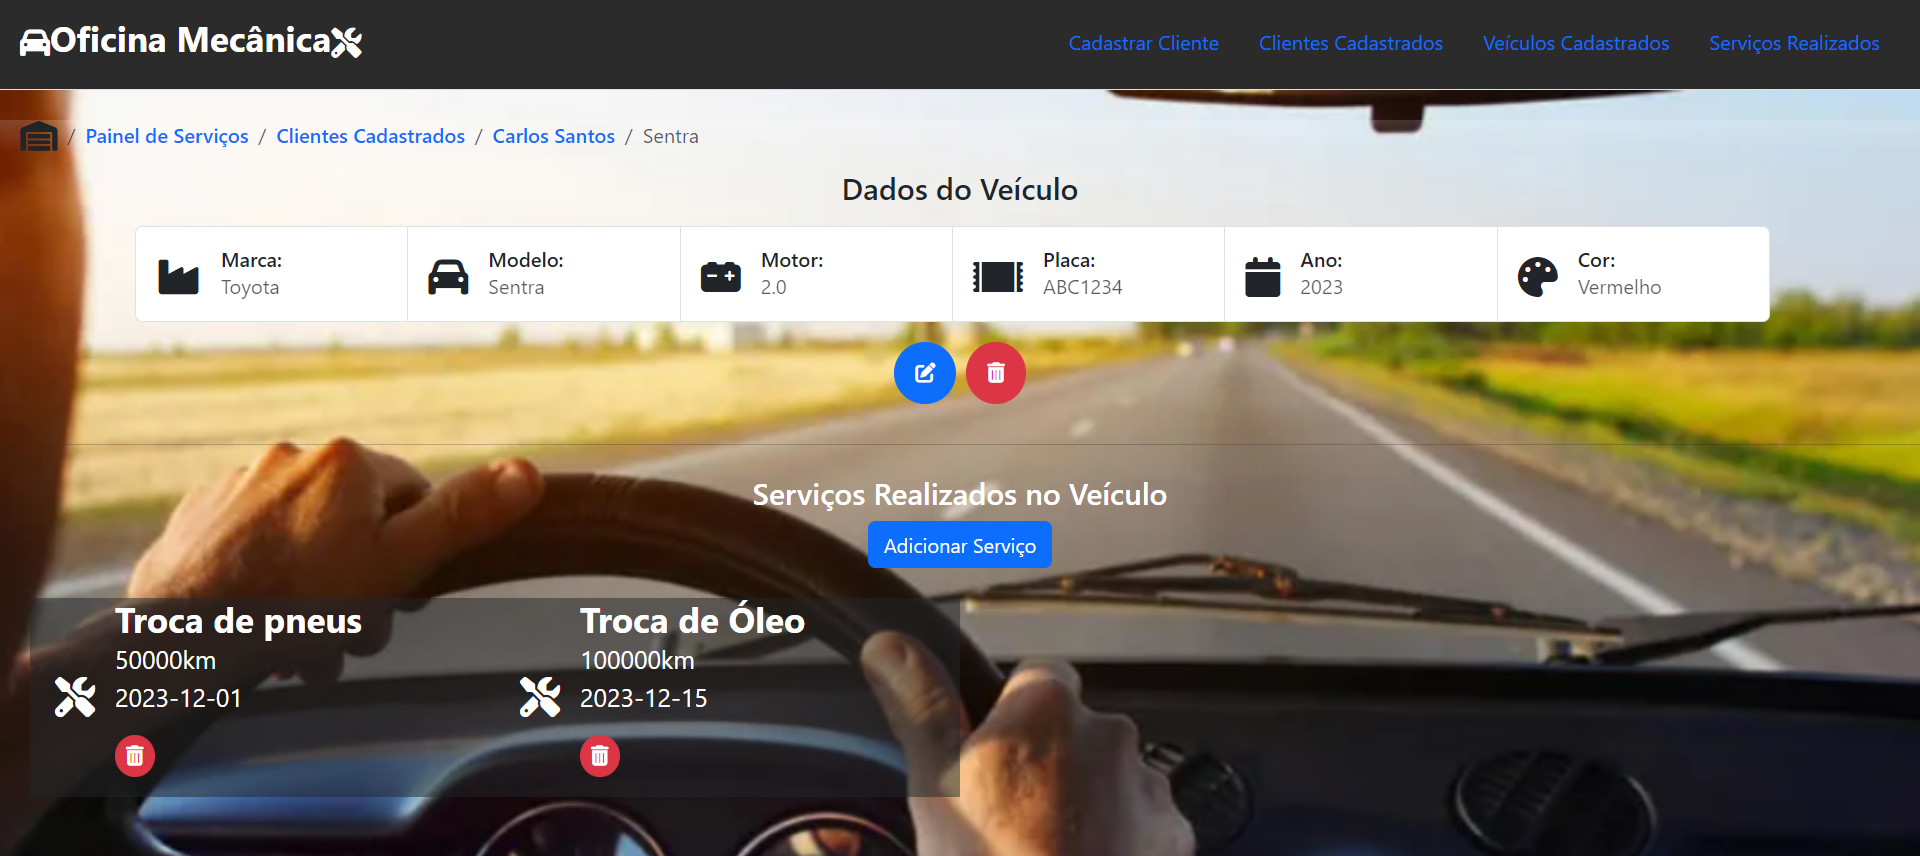 Oficina Mecânica
Cadastrar Cliente Clientes Cadastrados Veículos Cadastrados Serviços Realizados
/ Painel de Serviços / Clientes Cadastrados / Carlos Santos / Sentra
Dados do Veículo
Marca:
Toyota
Modelo:
Sentra
Motor:
2.0
Placa:
ABC1234
Ano:
2023
Cor:
Vermelho
Serviços Realizados no Veículo
Adicionar Serviço
Troca de pneus
50000km
2023-12-01
Troca de Óleo
100000km
2023-12-15